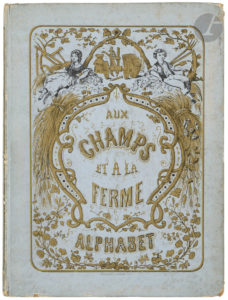 AUX
CHAMPS
ET A LA
FERME
ALPHABET